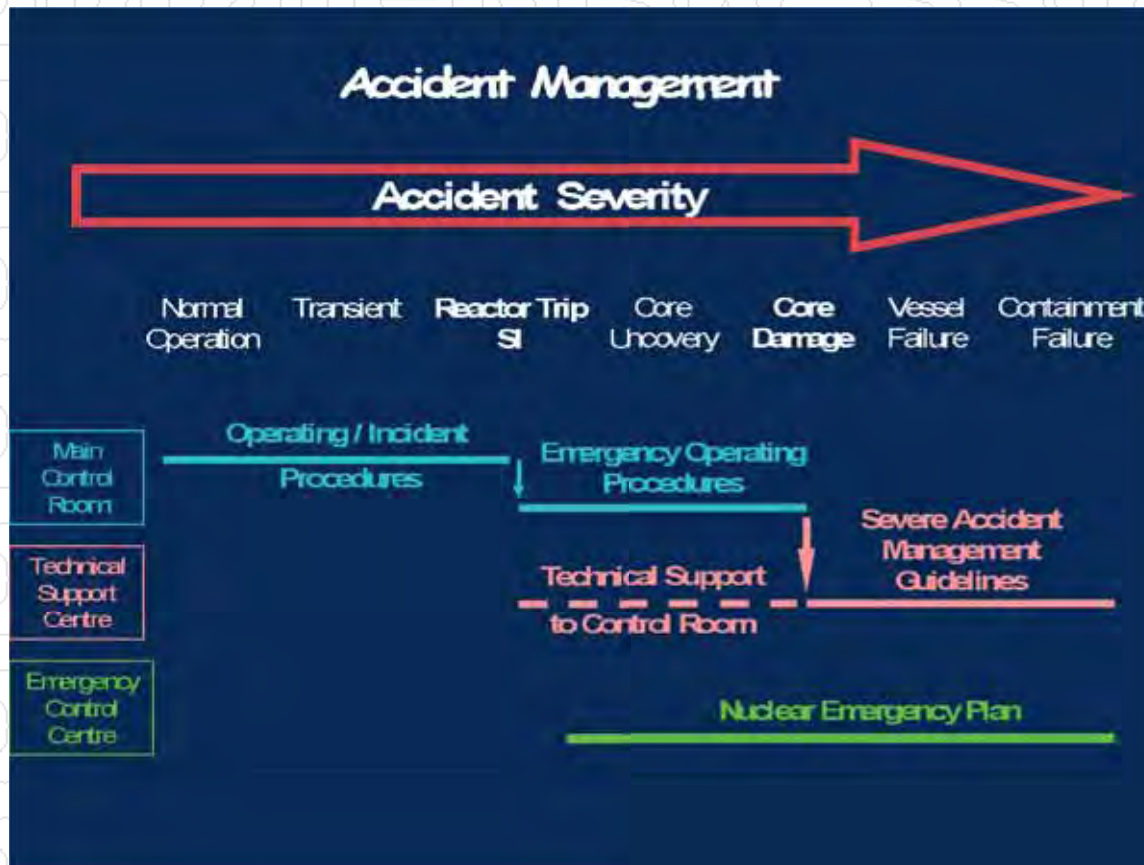 Accident Management
Accident Severity
Normal
Operation
Transient
Reactor Trip
SI
Core
Uncovery
Core
Damage
Vessel
Failure
Containment
Failure
Main
Control
Room
Operating / Incident
Procedures
Emergency Operating
Procedures
Technical
Support
Centre
Technical Support
to Control Room
Severe Accident
Management
Guidelines
Emergency
Control
Centre
Nuclear Emergency Plan